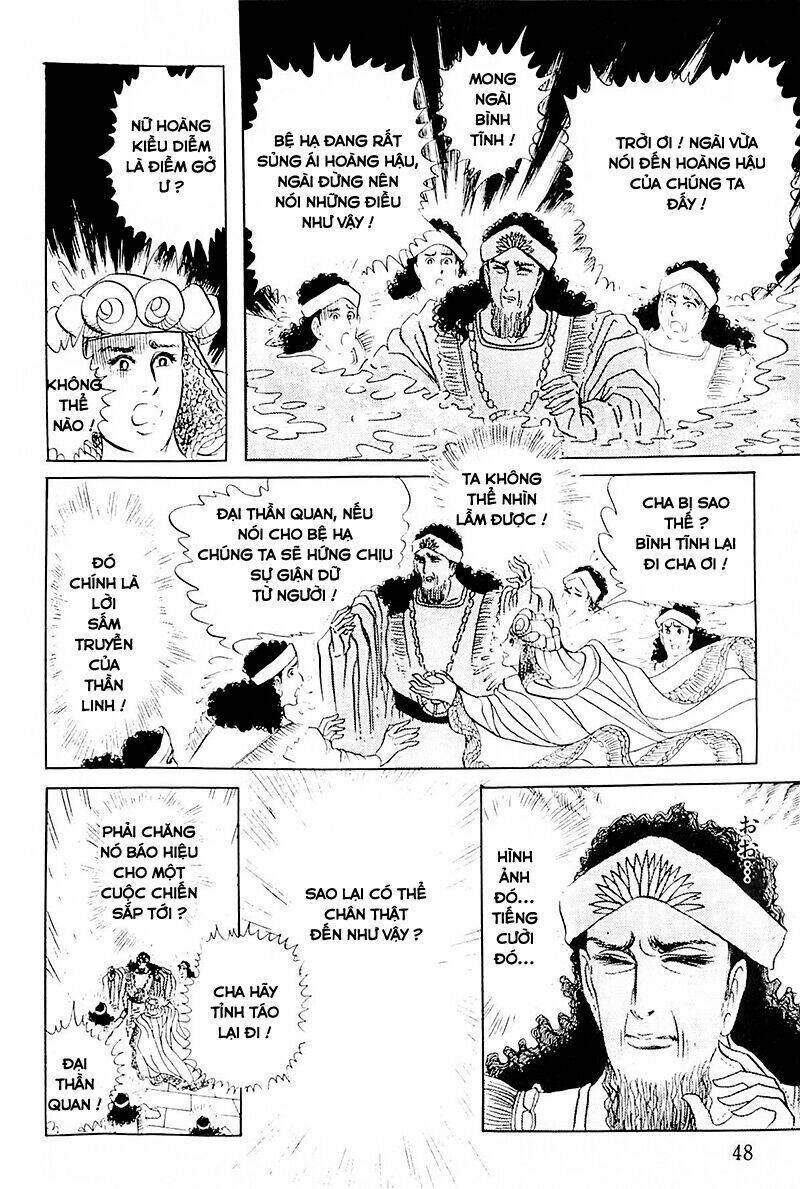 NỮ HOÀNG
KIỀU DIỄM
LÀ ĐIỀM GỞ
Ư ?
KHÔNG
THỂ
NÀO !
BỆ HẠ ĐANG RẤT
SỦNG ÁI HOÀNG HẬU,
NGÀI ĐỪNG NÊN
NÓI NHỮNG ĐIỀU
NHƯ VẬY !
MONG
NGÀI
BÌNH
TĨNH !
TRỜI ƠI ! NGÀI VỪA
NÓI ĐẾN HOÀNG HẬU
CỦA CHÚNG TA
ĐẤY !
ĐÓ
CHÍNH LÀ
LỜI
SẤM
TRUYỀN
CỦA
THẦN
LINH !
ĐẠI THẦN QUAN, NẾU
NÓI CHO BỆ HẠ
CHÚNG TA SẼ HỨNG CHỊU
SỰ GIẬN DỮ
TỪ NGƯỜI !
TA KHÔNG
THỂ NHÌN
LẦM ĐƯỢC !
CHA BỊ SAO
THẾ ?
BÌNH TĨNH LẠI
ĐI CHA ƠI !
PHẢI CHĂNG
NÓ BÁO HIỆU
CHO MỘT
CUỘC CHIẾN
SẮP TỚI ?
CHA HÃY
TỈNH TÁO
LẠI ĐI !
ĐẠI
THẦN
QUAN !
SAO LẠI CÓ THỂ
CHÂN THẬT
ĐẾN NHƯ VẬY ?
HÌNH
ẢNH
ĐÓ...
TIẾNG
CƯỜI
ĐÓ...
おお…
48